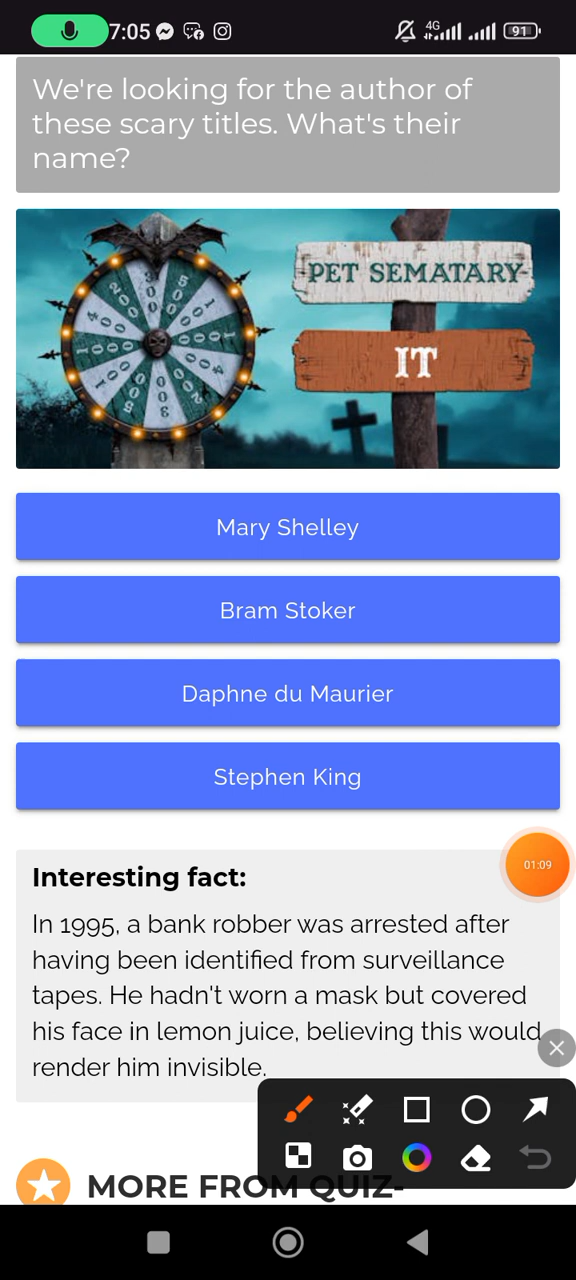 7:05
4G
91
We're looking for the author of
these scary titles. What's their
name?
PET SEMATARY
IT
Mary Shelley
Bram Stoker
Daphne du Maurier
Stephen King
01:09
Interesting fact:
In 1995, a bank robber was arrested after
having been identified from surveillance
tapes. He hadn't worn a mask but covered
his face in lemon juice, believing this would
render him invisible.
MORE FROM QUIZ-